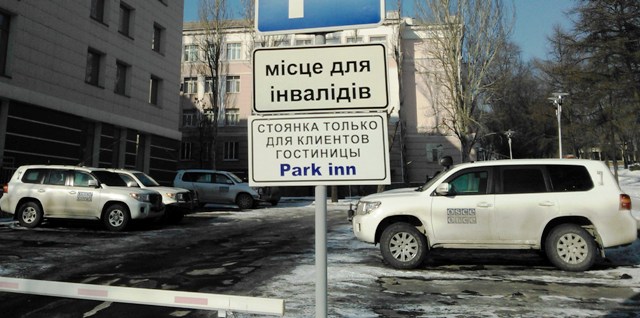 місце для
інвалідів
СТОЯНКА ТОЛЬКО
ДЛЯ КЛИЕНТОВ
ГОСТИНИЦЫ
Park inn
osce